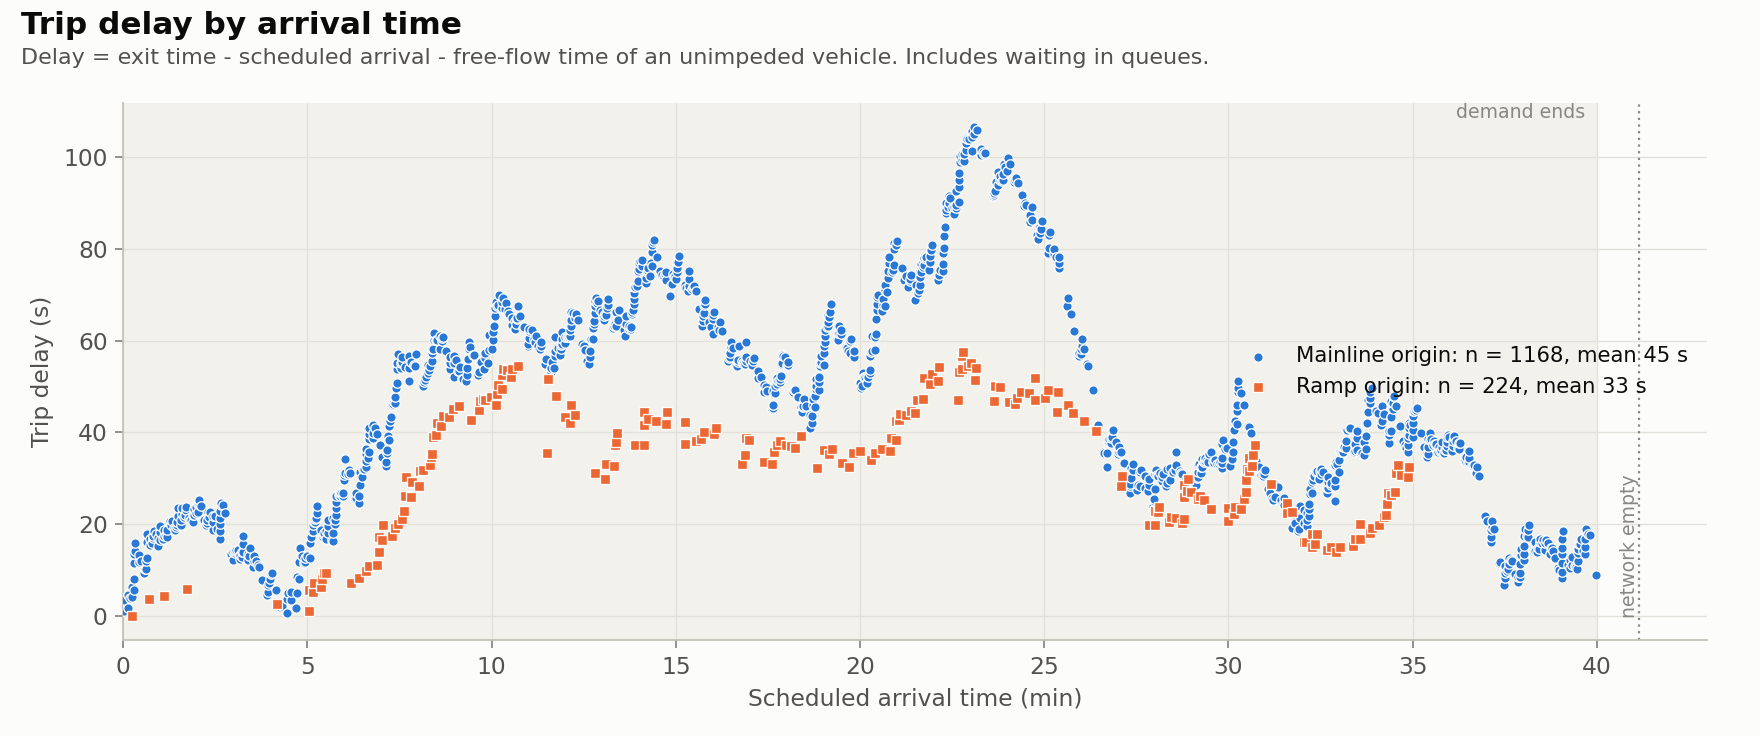 Trip delay by arrival time
Delay = exit time - scheduled arrival - free-flow time of an unimpeded vehicle. Includes waiting in queues.
demand ends
100
80
60
40
20
0
Trip delay (s)
Mainline origin: n = 1168, mean 45 s
Ramp origin: n = 224, mean 33 s
network empty
0 5 10 15 20 25 30 35 40
Scheduled arrival time (min)